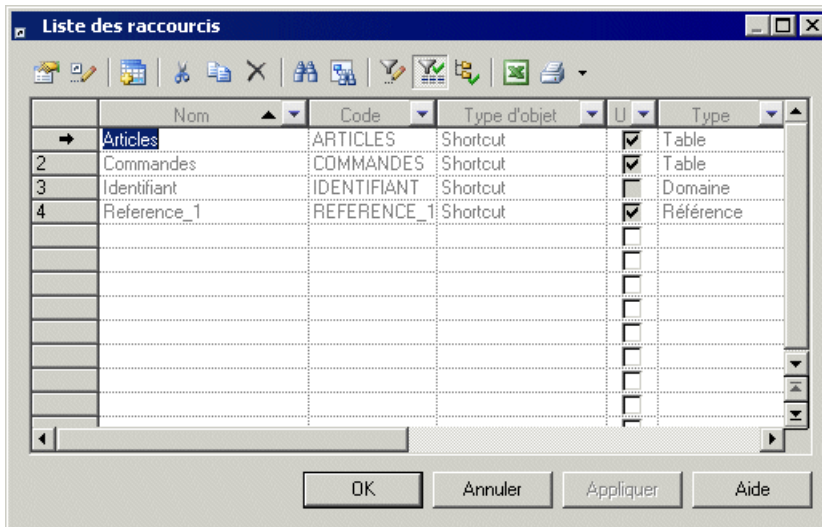 Liste des raccourcis
Nom Code Type d'objet U Type
Articles ARTICLES Shortcut Table
2 Commandes COMMANDES Shortcut Table
3 Identifiant IDENTIFIANT Shortcut Domaine
4 Reference_1 REFERENCE_1 Shortcut Référence
OK Annuler Appliquer Aide